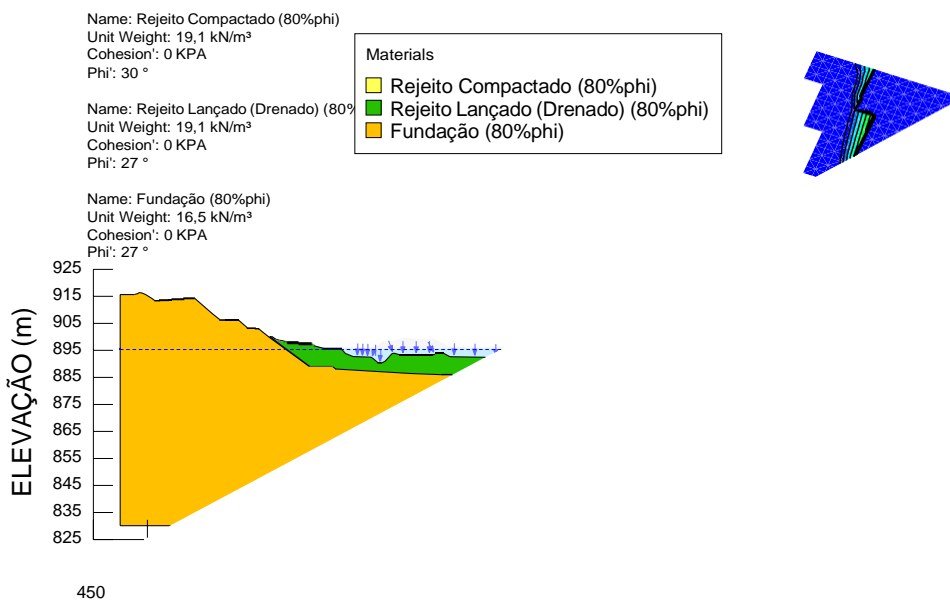 Name: Rejeito Compactado (80%phi)
Unit Weight: 19,1 kN/m³
Cohesion': 0 KPA
Phi': 30 °
Name: Rejeito Lançado (Drenado) (80%
Unit Weight: 19,1 kN/m³
Cohesion': 0 KPA
Phi': 27 °
Name: Fundação (80%phi)
Unit Weight: 16,5 kN/m³
Cohesion': 0 KPA
Phi': 27 °
Materials
Rejeito Compactado (80%phi)
Rejeito Lançado (Drenado) (80%phi)
Fundação (80%phi)
ELEVAÇÃO (m)
925
915
905
895
885
875
865
855
845
835
825
450